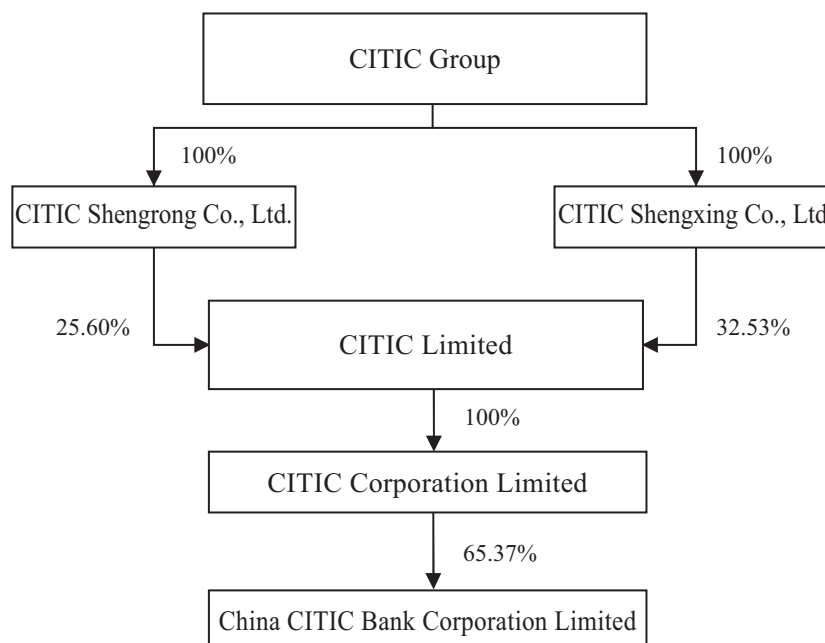 CITIC Group
100%
100%
CITIC Shengrong Co., Ltd.
CITIC Shengxing Co., Ltd
25.60%
32.53%
CITIC Limited
100%
CITIC Corporation Limited
65.37%
China CITIC Bank Corporation Limited